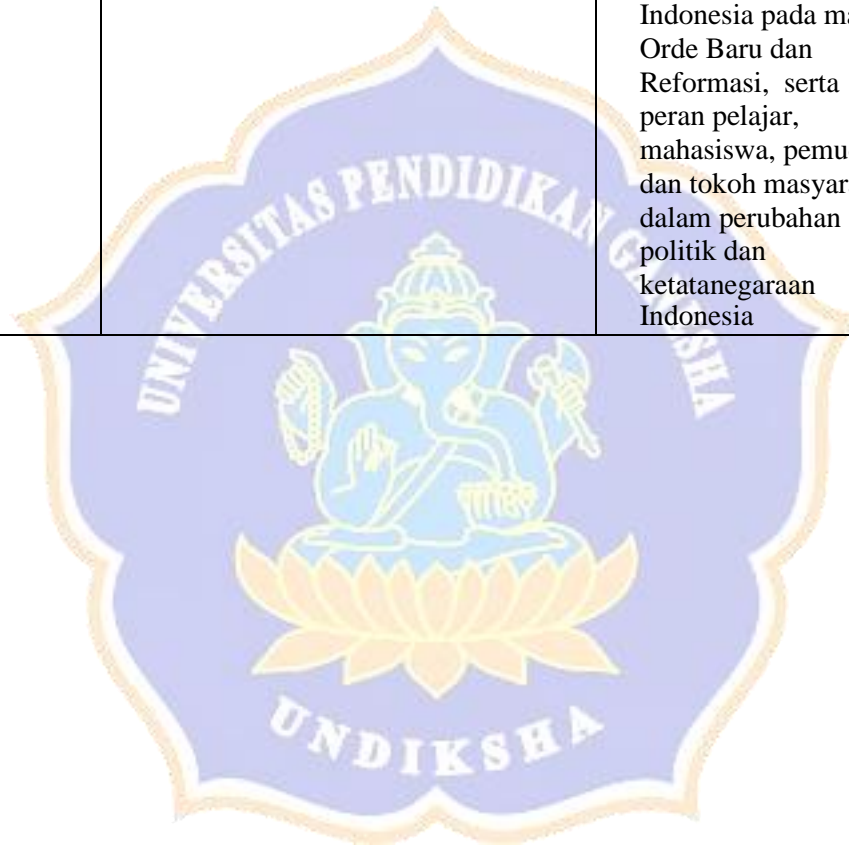 Indonesia pada
Orde Baru dan
Reformasi, serta
peran pelajar,
mahasiswa,
dan tokoh
dalam perubahan
politik dan
ketatanegaraan
Indonesia
UNIVERSITAS PENDIDIKAN GANESHA
UNDIKSHA